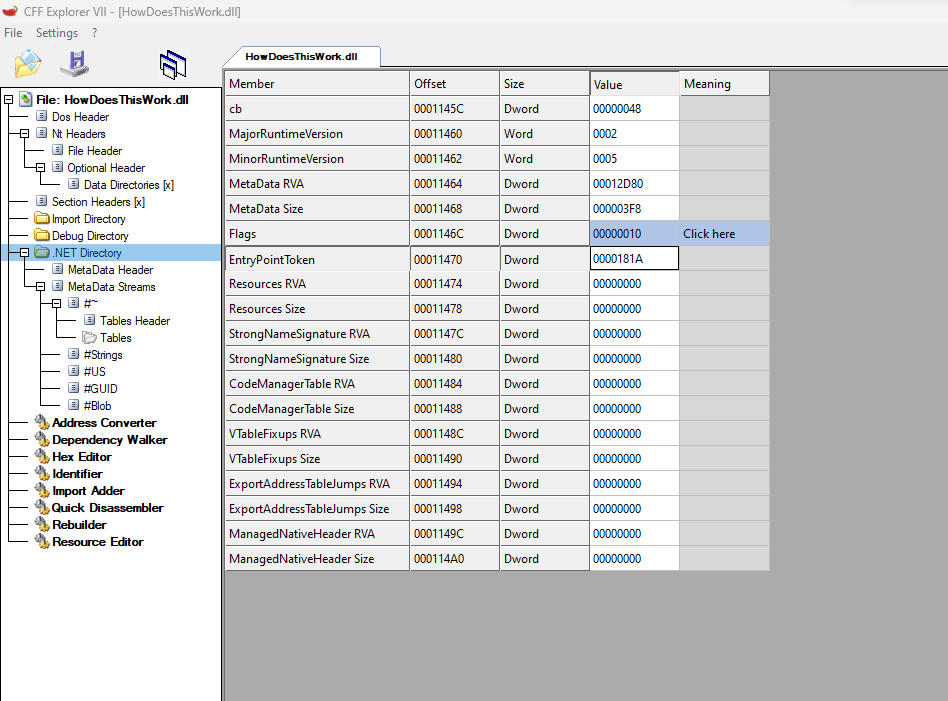 CFF Explorer VII - [HowDoesThisWork.dll]
File Settings ?
HowDoesThisWork.dll
File: HowDoesThisWork.dll
Dos Header
Nt Headers
File Header
Optional Header
Data Directories [x]
Section Headers [x]
Import Directory
Debug Directory
.NET Directory
MetaData Header
MetaData Streams
#~
Tables Header
Tables
#Strings
#US
#GUID
#Blob
Address Converter
Dependency Walker
Hex Editor
Identifier
Import Adder
Quick Disassembler
Rebuilder
Resource Editor
Member Offset Size Value Meaning
cb 0001145C Dword 00000048
MajorRuntimeVersion 00011460 Word 0002
MinorRuntimeVersion 00011462 Word 0005
MetaData RVA 00011464 Dword 00012D80
MetaData Size 00011468 Dword 000003F8
Flags 0001146C Dword 00000010 Click here
EntryPointToken 00011470 Dword 0000181A
Resources RVA 00011474 Dword 00000000
Resources Size 00011478 Dword 00000000
StrongNameSignature RVA 0001147C Dword 00000000
StrongNameSignature Size 00011480 Dword 00000000
CodeManagerTable RVA 00011484 Dword 00000000
CodeManagerTable Size 00011488 Dword 00000000
VTableFixups RVA 0001148C Dword 00000000
VTableFixups Size 00011490 Dword 00000000
ExportAddressTableJumps RVA 00011494 Dword 00000000
ExportAddressTableJumps Size 00011498 Dword 00000000
ManagedNativeHeader RVA 0001149C Dword 00000000
ManagedNativeHeader Size 000114A0 Dword 00000000